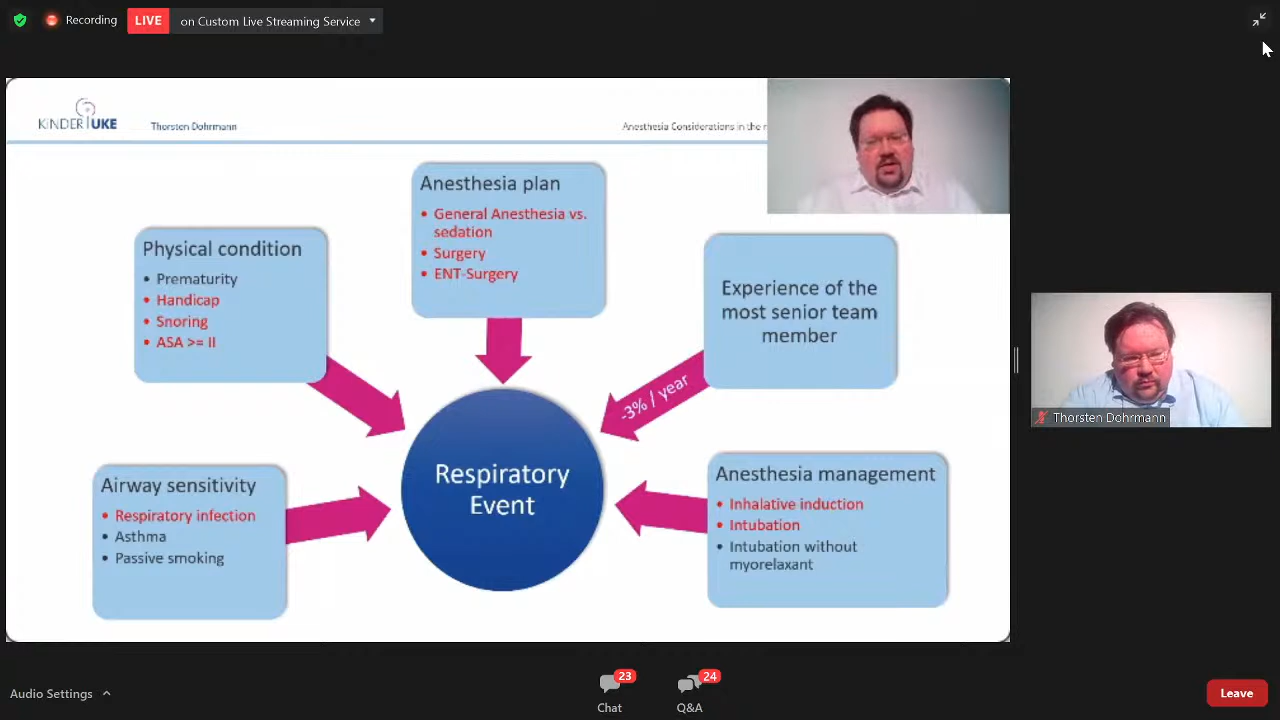 Recording
LIVE
on Custom Live Streaming Service
KINDER UKE
Thorsten Dohrmann
Anesthesia Considerations in the
Anesthesia plan
• General Anesthesia vs.
sedation
• Surgery
• ENT-Surgery
Physical condition
• Prematurity
• Handicap
• Snoring
• ASA >= II
Experience of the
most senior team
member
-3% / year
Respiratory
Event
Airway sensitivity
• Respiratory infection
• Asthma
• Passive smoking
Anesthesia management
• Inhalative induction
• Intubation
• Intubation without
myorelaxant
Thorsten Dohrmann
Audio Settings
23
Chat
24
Q&A
Leave